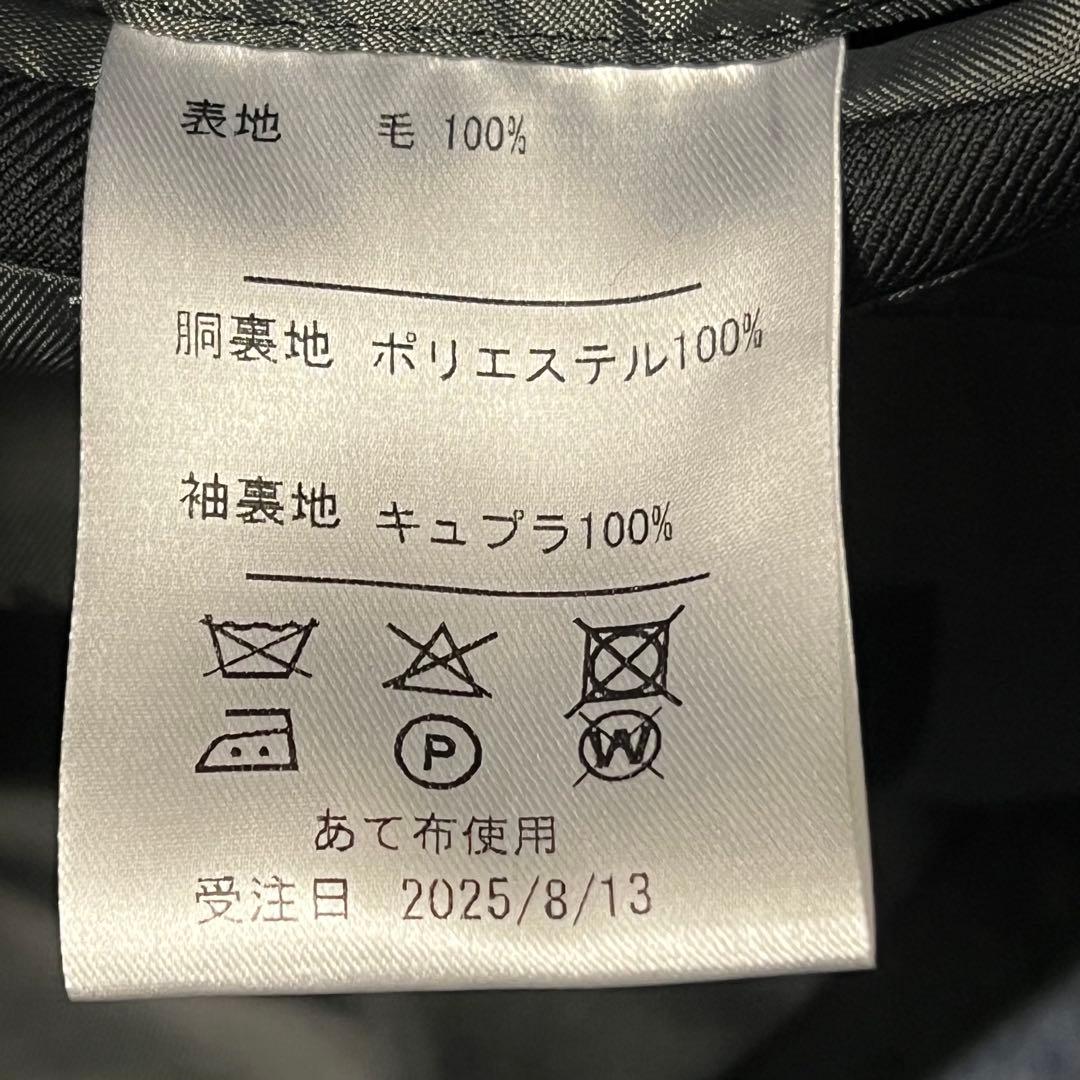 表地 毛 100%
胴裏地 ポリエステル100%
袖裏地 キュプラ100%
P W
あて布使用
受注日 2025/8/13